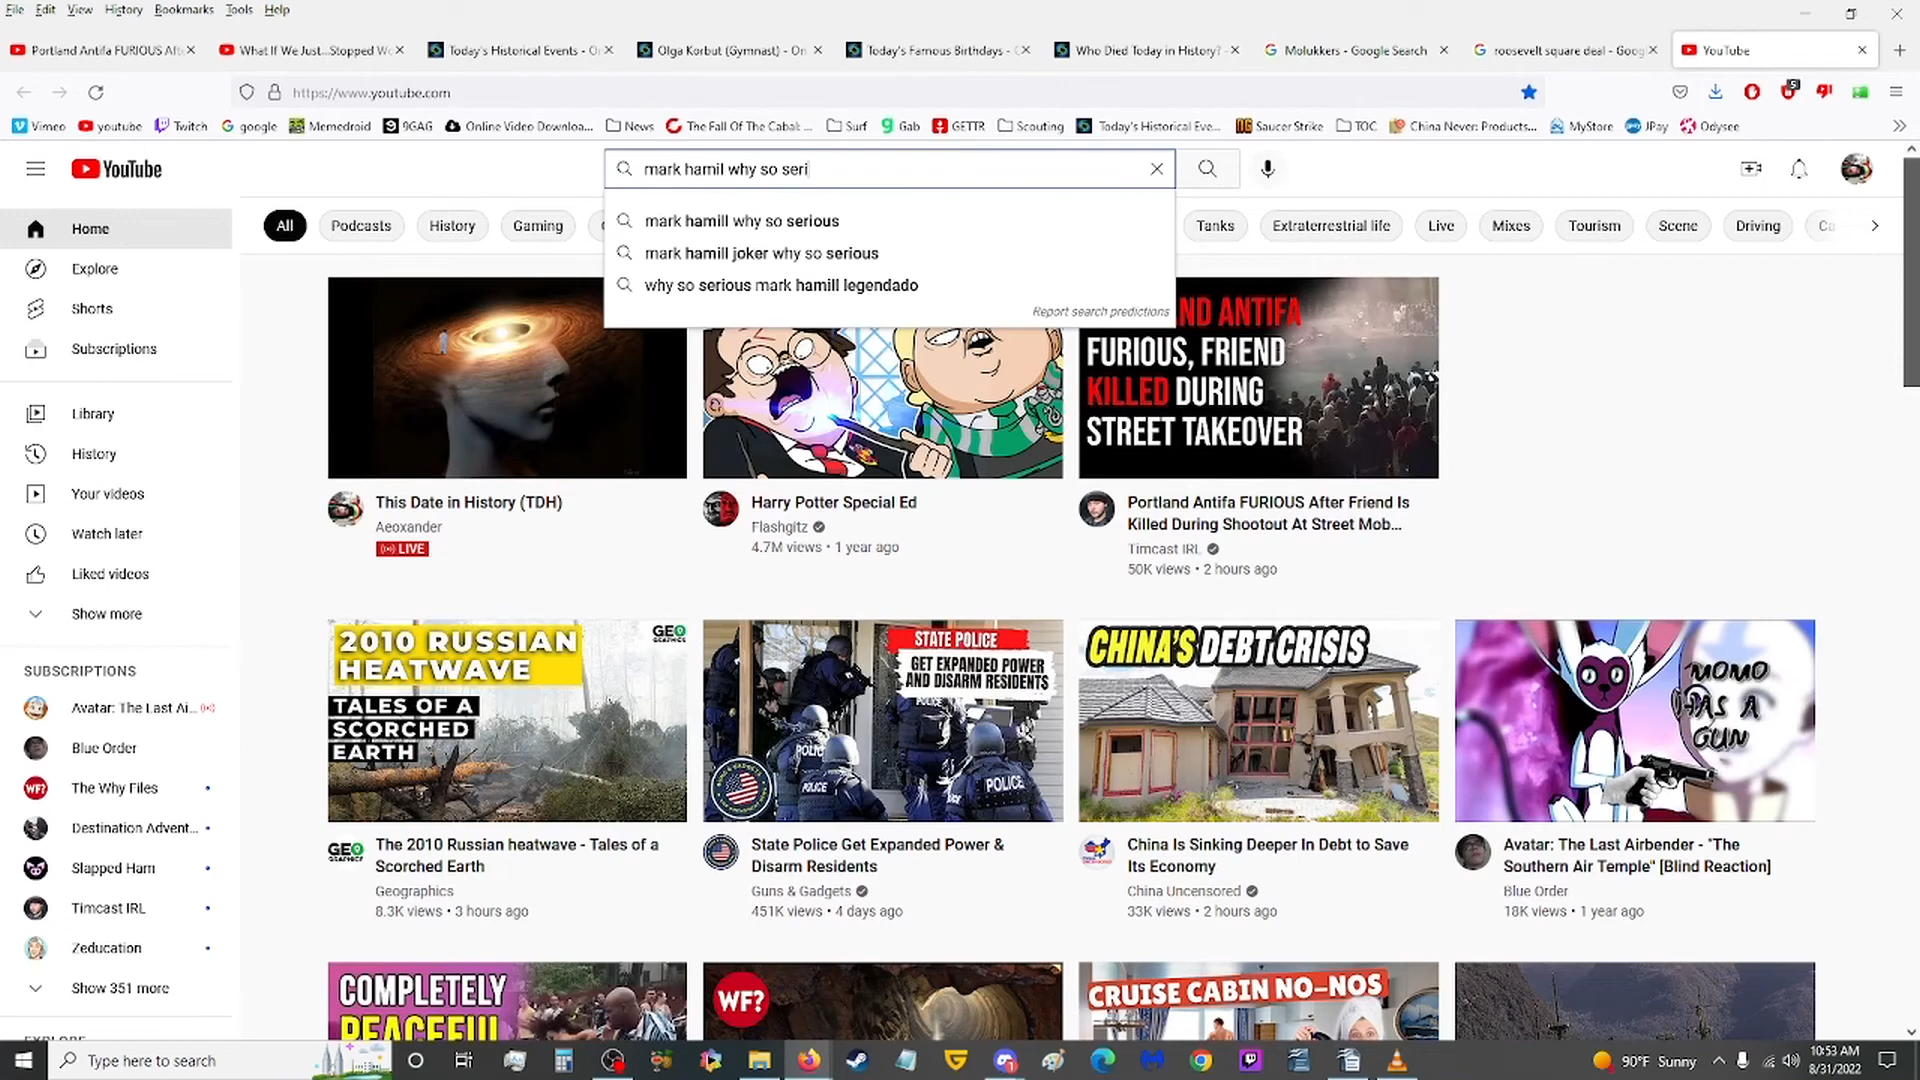 File Edit View History Bookmarks Tools Help
Portland Antifa FURIOUS Aft
What If We Just...Stopped Wo
Today's Historical Events - On
Olga Korbut (Gymnast) - On
Today's Famous Birthdays - O
Who Died Today in History? -
Molukkers - Google Search
roosevelt square deal - Goog
YouTube
https://www.youtube.com
5
Vimeo youtube Twitch google Memedroid 9GAG Online Video Downloa... News The Fall Of The Cabal:... Surf Gab GETTR Scouting Today's Historical Eve... Saucer Strike TOC China Never: Products... MyStore JPay Odysee
YouTube
mark hamil why so seri
mark hamill why so serious
mark hamill joker why so serious
why so serious mark hamill legendado
Report search predictions
All Podcasts History Gaming Tanks Extraterrestrial life Live Mixes Tourism Scene Driving Ca
Home
Explore
Shorts
Subscriptions
Library
History
Your videos
Watch later
Liked videos
Show more
SUBSCRIPTIONS
Avatar: The Last Ai...
Blue Order
WF? The Why Files
Destination Advent...
Slapped Ham
Timcast IRL
Zeducation
Show 351 more
EXPLORE
This Date in History (TDH)
Aeoxander
LIVE
Harry Potter Special Ed
Flashgitz
4.7M views • 1 year ago
ND ANTIFA
FURIOUS, FRIEND
KILLED DURING
STREET TAKEOVER
Portland Antifa FURIOUS After Friend Is
Killed During Shootout At Street Mob...
Timcast IRL
50K views • 2 hours ago
2010 RUSSIAN
HEATWAVE
TALES OF A
SCORCHED
EARTH
GEO
GRAPHICS
GEO
GRAPHICS
The 2010 Russian heatwave - Tales of a
Scorched Earth
Geographics
8.3K views • 3 hours ago
STATE POLICE
GET EXPANDED POWER
AND DISARM RESIDENTS
POLICE
POLICE
POLICE
State Police Get Expanded Power &
Disarm Residents
Guns & Gadgets
451K views • 4 days ago
CHINA'S DEBT CRISIS
China Is Sinking Deeper In Debt to Save
Its Economy
China Uncensored
33K views • 2 hours ago
MOMO
HAS A
GUN
Avatar: The Last Airbender - "The
Southern Air Temple" [Blind Reaction]
Blue Order
18K views • 1 year ago
COMPLETELY
PEACEFUL
WF?
CRUISE CABIN NO-NOS
Type here to search
90°F Sunny
10:53 AM
8/31/2022